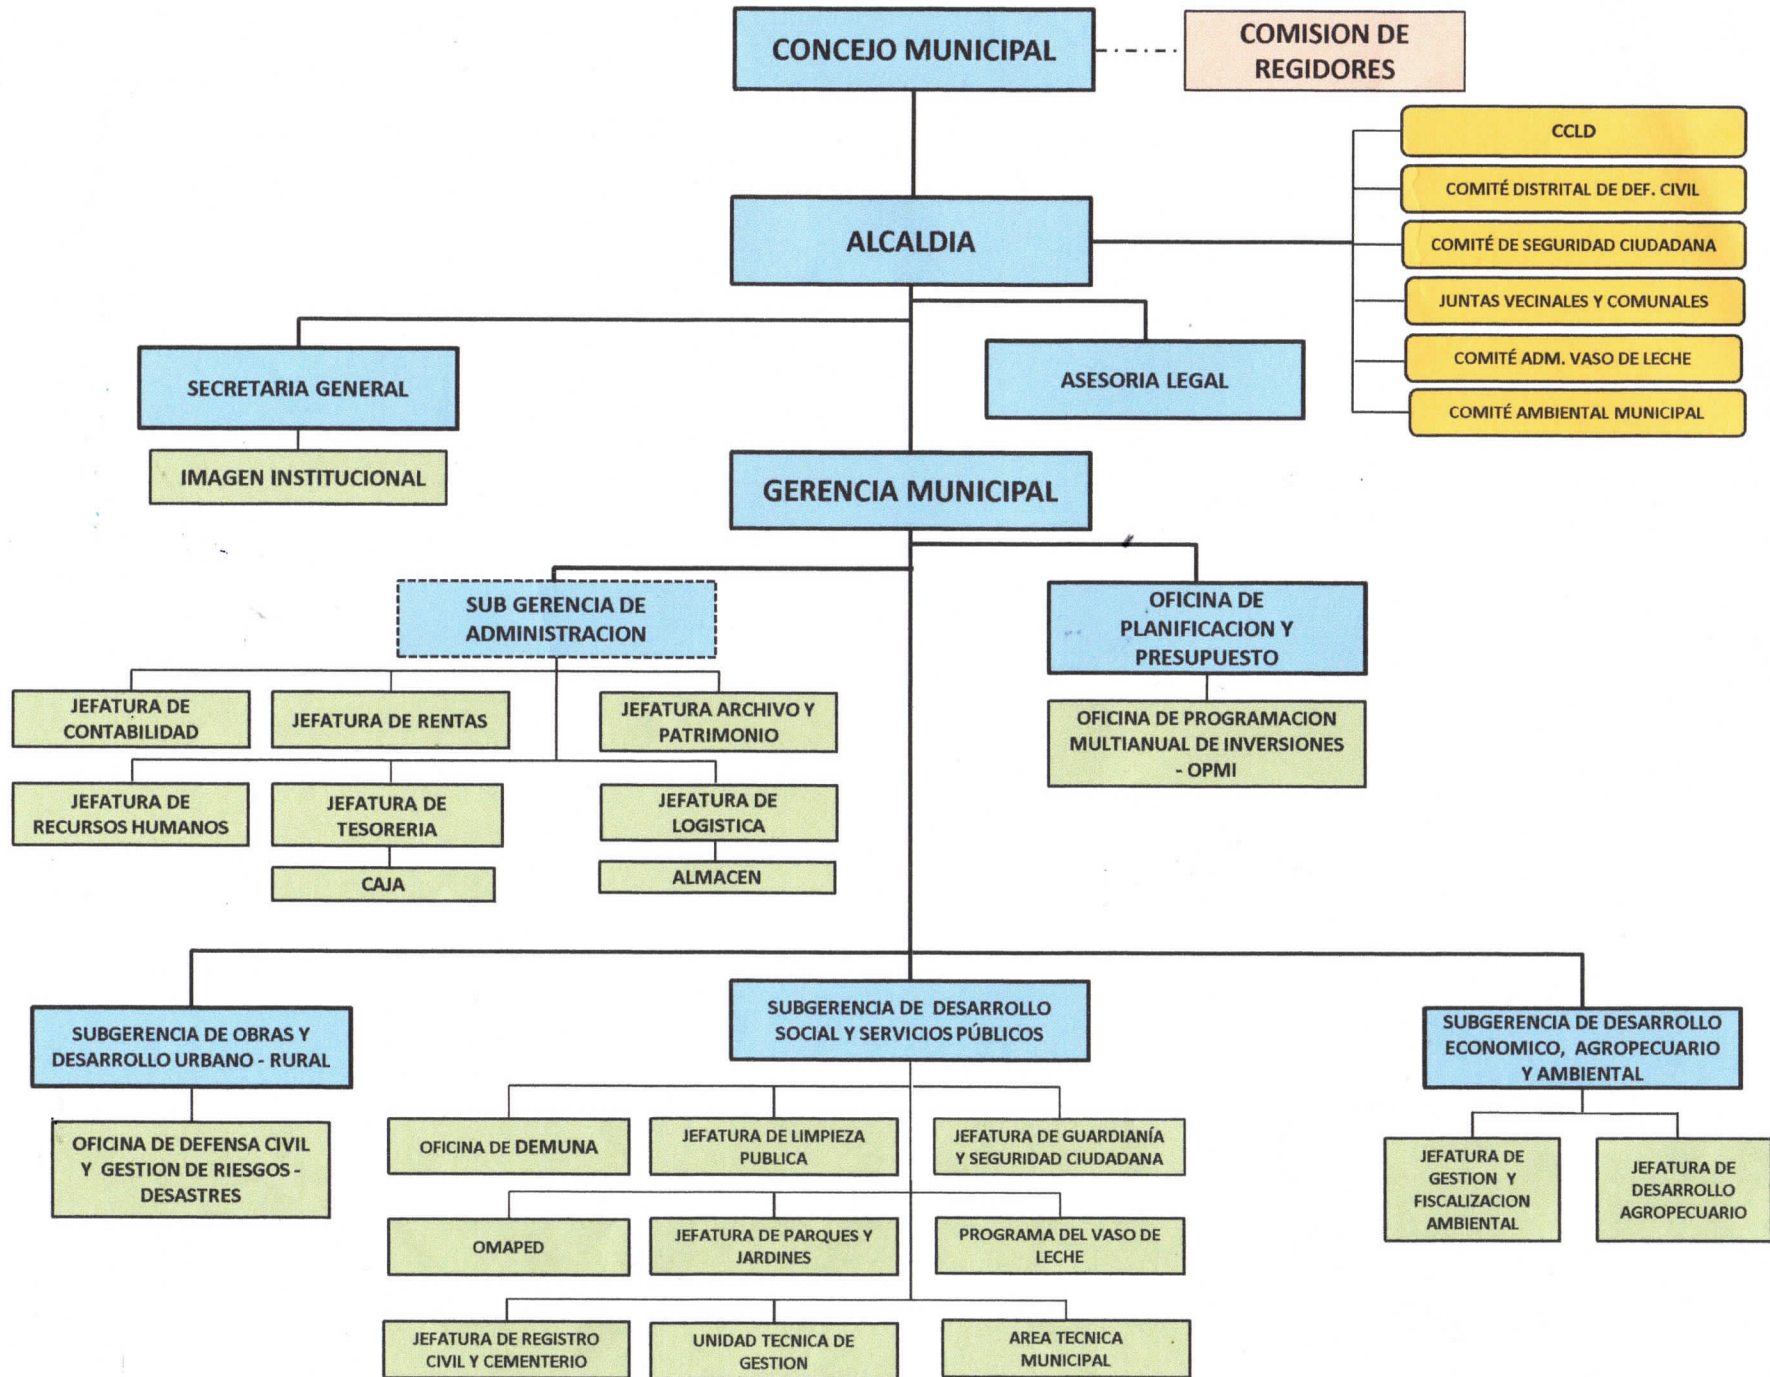 CONCEJO MUNICIPAL
COMISION DE
REGIDORES
CCLD
COMITÉ DISTRITAL DE DEF. CIVIL
COMITÉ DE SEGURIDAD CIUDADANA
JUNTAS VECINALES Y COMUNALES
COMITÉ ADM. VASO DE LECHE
COMITÉ AMBIENTAL MUNICIPAL
ALCALDIA
SECRETARIA GENERAL
ASESORIA LEGAL
IMAGEN INSTITUCIONAL
GERENCIA MUNICIPAL
SUB GERENCIA DE
ADMINISTRACION
OFICINA DE
PLANIFICACION Y
PRESUPUESTO
JEFATURA DE
CONTABILIDAD
JEFATURA DE RENTAS
JEFATURA ARCHIVO Y
PATRIMONIO
OFICINA DE PROGRAMACION
MULTIANUAL DE INVERSIONES
- OPMI
JEFATURA DE
RECURSOS HUMANOS
JEFATURA DE
TESORERIA
JEFATURA DE
LOGISTICA
CAJA
ALMACEN
SUBGERENCIA DE OBRAS Y
DESARROLLO URBANO - RURAL
SUBGERENCIA DE DESARROLLO
SOCIAL Y SERVICIOS PÚBLICOS
SUBGERENCIA DE DESARROLLO
ECONOMICO, AGROPECUARIO
Y AMBIENTAL
OFICINA DE DEFENSA CIVIL
Y GESTION DE RIESGOS -
DESASTRES
OFICINA DE DEMUNA
JEFATURA DE LIMPIEZA
PUBLICA
JEFATURA DE GUARDIANÍA
Y SEGURIDAD CIUDADANA
JEFATURA DE
GESTION Y
FISCALIZACION
AMBIENTAL
JEFATURA DE
DESARROLLO
AGROPECUARIO
OMAPED
JEFATURA DE PARQUES Y
JARDINES
PROGRAMA DEL VASO DE
LECHE
JEFATURA DE REGISTRO
CIVIL Y CEMENTERIO
UNIDAD TECNICA DE
GESTION
AREA TECNICA
MUNICIPAL